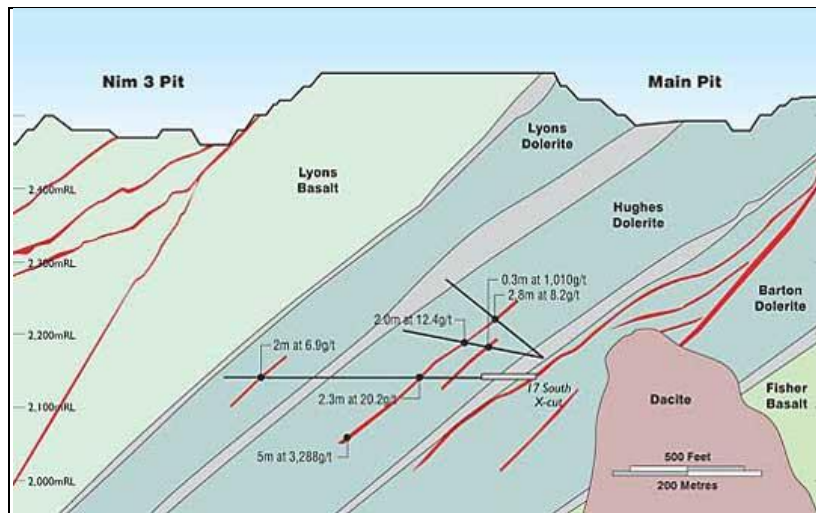 Nim 3 Pit
Main Pit
Lyons
Dolerite
Lyons
Basalt
2,400mRL
Hughes
Dolerite
2,300mRL
0.3m at 1,010g/t
2.8m at 8.2g/t
Barton
Dolerite
2.0m at 12.4g/t
2,200mRL
2m at 6.9g/t
17 South
X-cut
Fisher
Basalt
2.3m at 20.2g/t
Dacite
2,100mRL
5m at 3,288g/t
500 Feet
200 Metres
2,000mRL